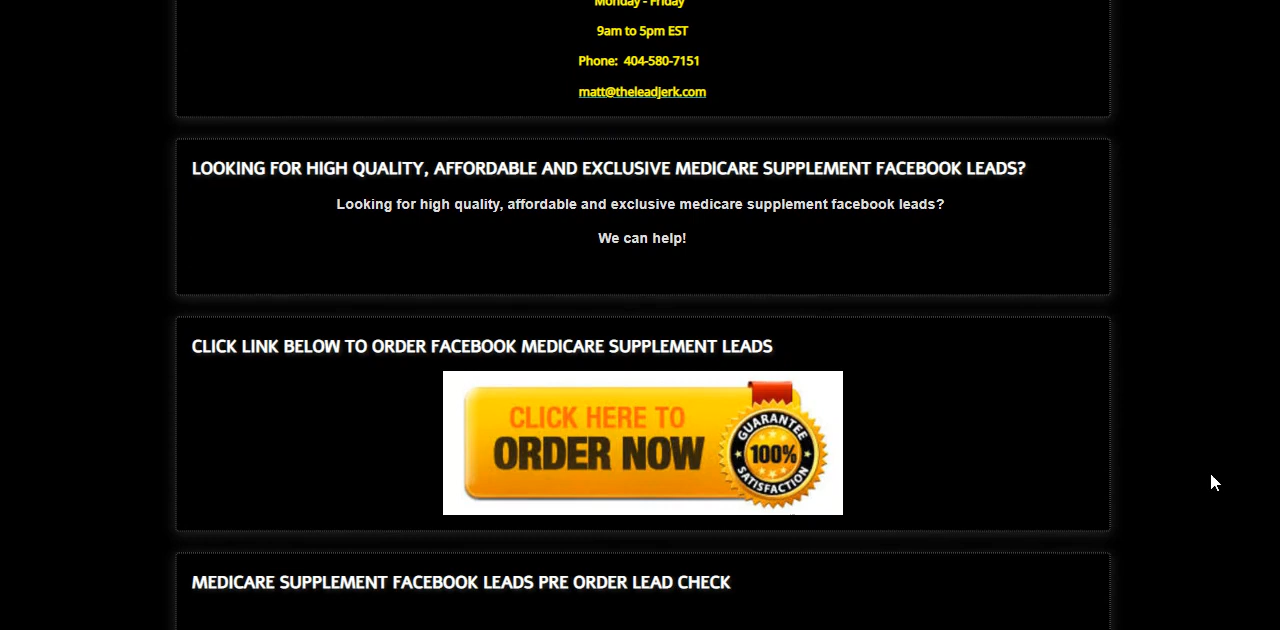 Monday - Friday
9am to 5pm EST
Phone:  404-580-7151
matt@theleadjerk.com
LOOKING FOR HIGH QUALITY, AFFORDABLE AND EXCLUSIVE MEDICARE SUPPLEMENT FACEBOOK LEADS?
Looking for high quality, affordable and exclusive medicare supplement facebook leads?
We can help!
CLICK LINK BELOW TO ORDER FACEBOOK MEDICARE SUPPLEMENT LEADS
CLICK HERE TO
ORDER NOW
GUARANTEE
100%
SATISFACTION
MEDICARE SUPPLEMENT FACEBOOK LEADS PRE ORDER LEAD CHECK